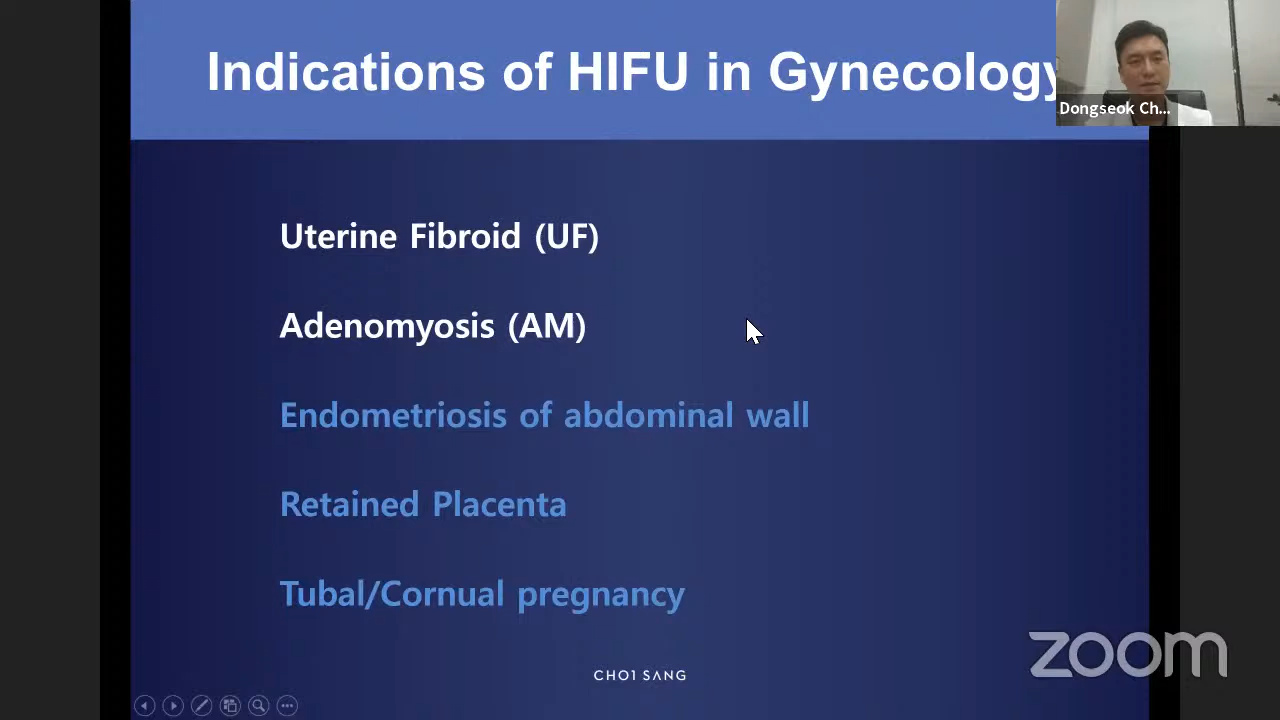 Indications of HIFU in Gynecology
Dongseok Ch...
Uterine Fibroid (UF)
Adenomyosis (AM)
Endometriosis of abdominal wall
Retained Placenta
Tubal/Cornual pregnancy
CHOI SANG
zoom